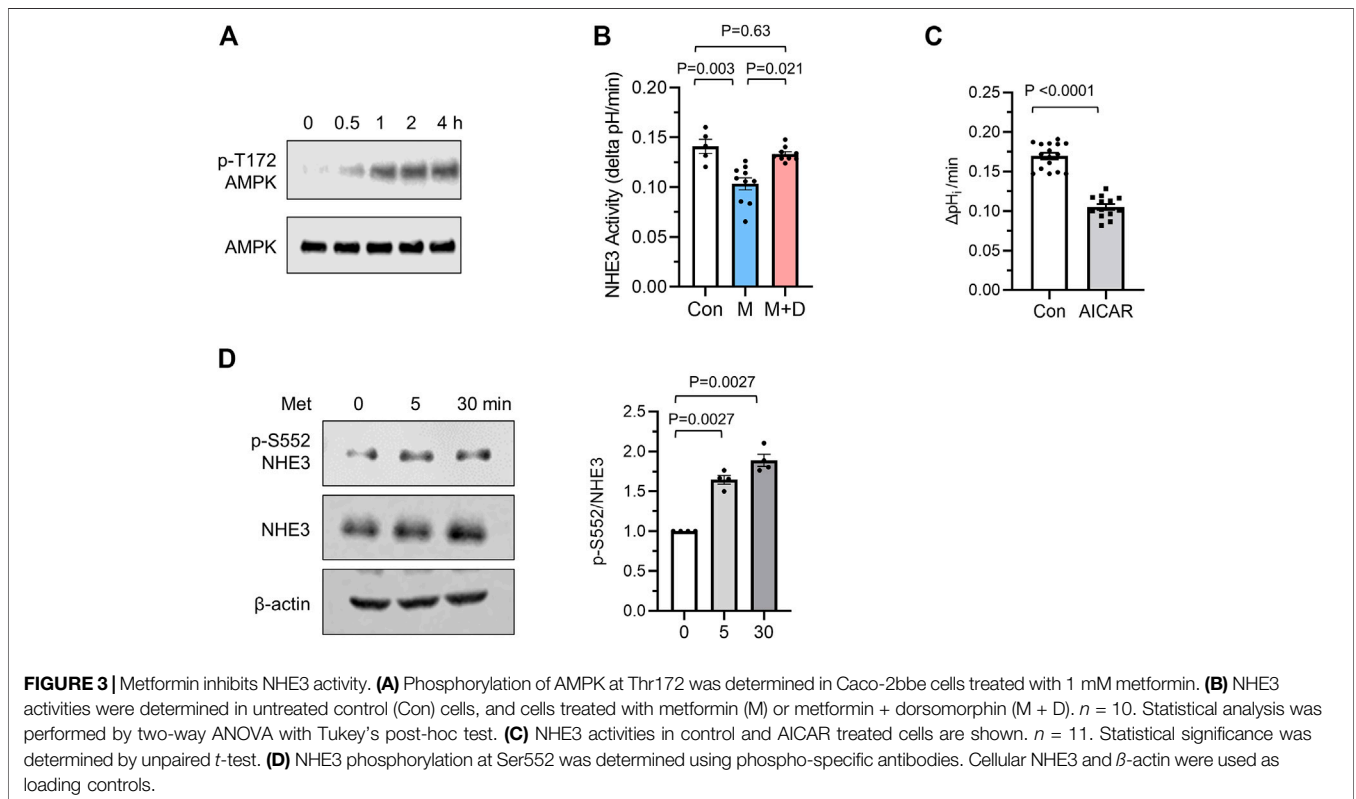 A
0 0.5 1 2 4 h
p-T172
AMPK
AMPK
B
P=0.63
P=0.003 P=0.021
NHE3 Activity (delta pH/min)
0.20
0.15
0.10
0.05
0.00
Con M M+D
C
P <0.0001
ΔpHᵢ/min
0.25
0.20
0.15
0.10
0.05
0.00
Con AICAR
D
Met 0 5 30 min
p-S552
NHE3
NHE3
β-actin
P=0.0027
P=0.0027
p-S552/NHE3
2.5
2.0
1.5
1.0
0.5
0.0
0 5 30
FIGURE 3 | Metformin inhibits NHE3 activity. (A) Phosphorylation of AMPK at Thr172 was determined in Caco-2bbe cells treated with 1 mM metformin. (B) NHE3
activities were determined in untreated control (Con) cells, and cells treated with metformin (M) or metformin + dorsomorphin (M + D). n = 10. Statistical analysis was
performed by two-way ANOVA with Tukey's post-hoc test. (C) NHE3 activities in control and AICAR treated cells are shown. n = 11. Statistical significance was
determined by unpaired t-test. (D) NHE3 phosphorylation at Ser552 was determined using phospho-specific antibodies. Cellular NHE3 and ß-actin were used as
loading controls.